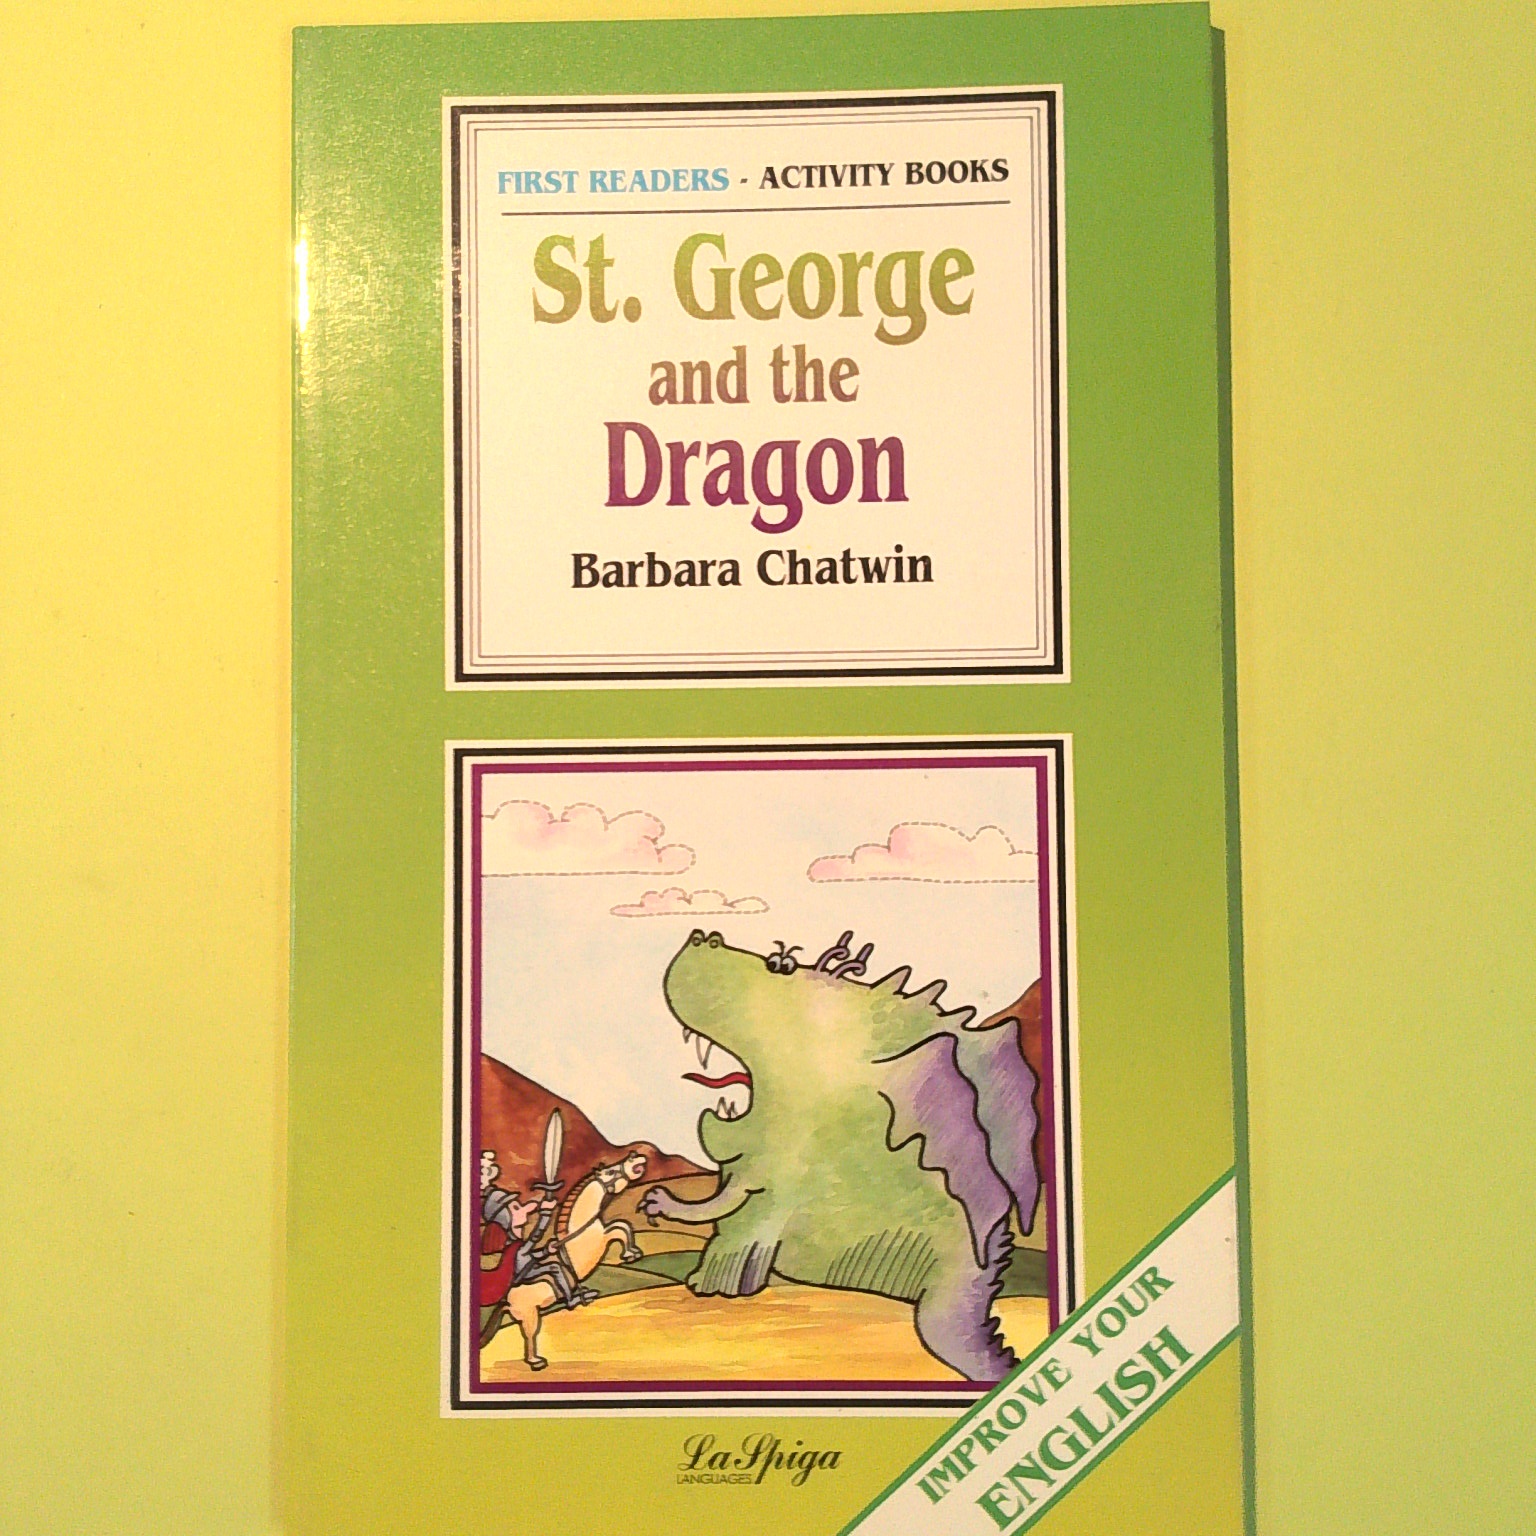 FIRST READERS - ACTIVITY BOOKS
St. George
and the
Dragon
Barbara Chatwin
IMPROVE YOUR
ENGLISH
La Spiga
LANGUAGES